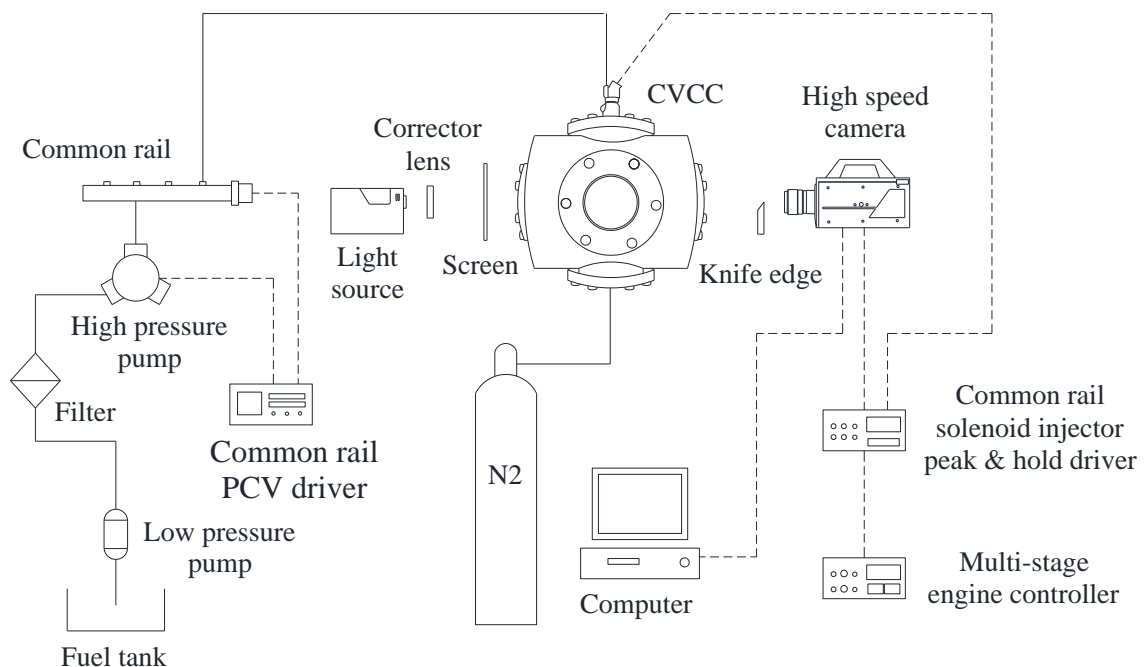 CVCC
High speed
camera
Corrector
lens
Common rail
Light
source
Screen
Knife edge
High pressure
pump
Filter
Common rail
PCV driver
N2
Common rail
solenoid injector
peak & hold driver
Low pressure
pump
Computer
Multi-stage
engine controller
Fuel tank